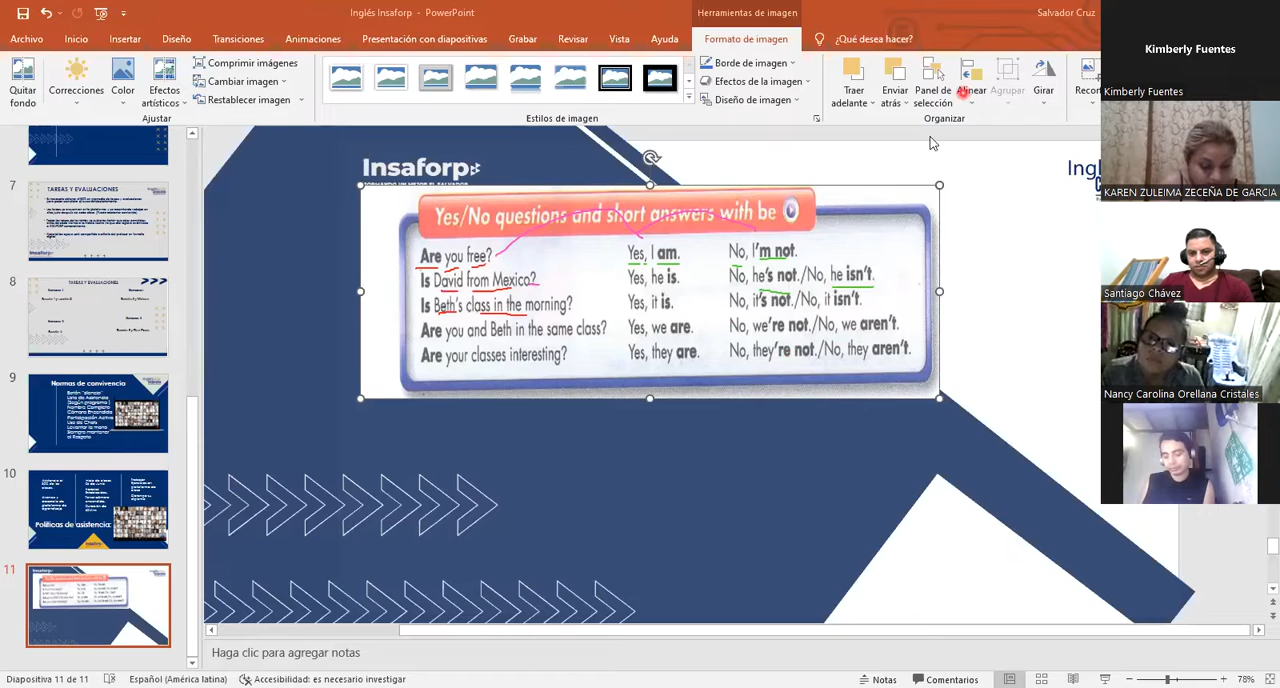 Inglés Insaforp - PowerPoint
Herramientas de imagen
Salvador Cruz
Archivo Inicio Insertar Diseño Transiciones Animaciones Presentación con diapositivas Grabar Revisar Vista Ayuda Formato de imagen ¿Qué desea hacer?
Quitar fondo
Correcciones
Color
Efectos artísticos
Comprimir imágenes
Cambiar imagen
Restablecer imagen
Ajustar
Estilos de imagen
Borde de imagen
Efectos de la imagen
Diseño de imagen
Traer adelante
Enviar atrás
Panel de selección
Alinear
Agrupar
Girar
Recor
Organizar
Kimberly Fuentes
Kimberly Fuentes
KAREN ZULEIMA ZECEÑA DE GARCIA
Santiago Chávez
Nancy Carolina Orellana Cristales
7
TAREAS Y EVALUACIONES
8
9
Normas de convivencia
10
Políticas de asistencia:
11
Insaforp
Ingl
Yes/No questions and short answers with be
Are you free? Yes, I am. No, I'm not.
Is David from Mexico? Yes, he is. No, he's not./No, he isn't.
Is Beth's class in the morning? Yes, it is. No, it's not./No, it isn't.
Are you and Beth in the same class? Yes, we are. No, we're not./No, we aren't.
Are your classes interesting? Yes, they are. No, they're not./No, they aren't.
Haga clic para agregar notas
Diapositiva 11 de 11 Español (América latina) Accesibilidad: es necesario investigar Notas Comentarios 78%